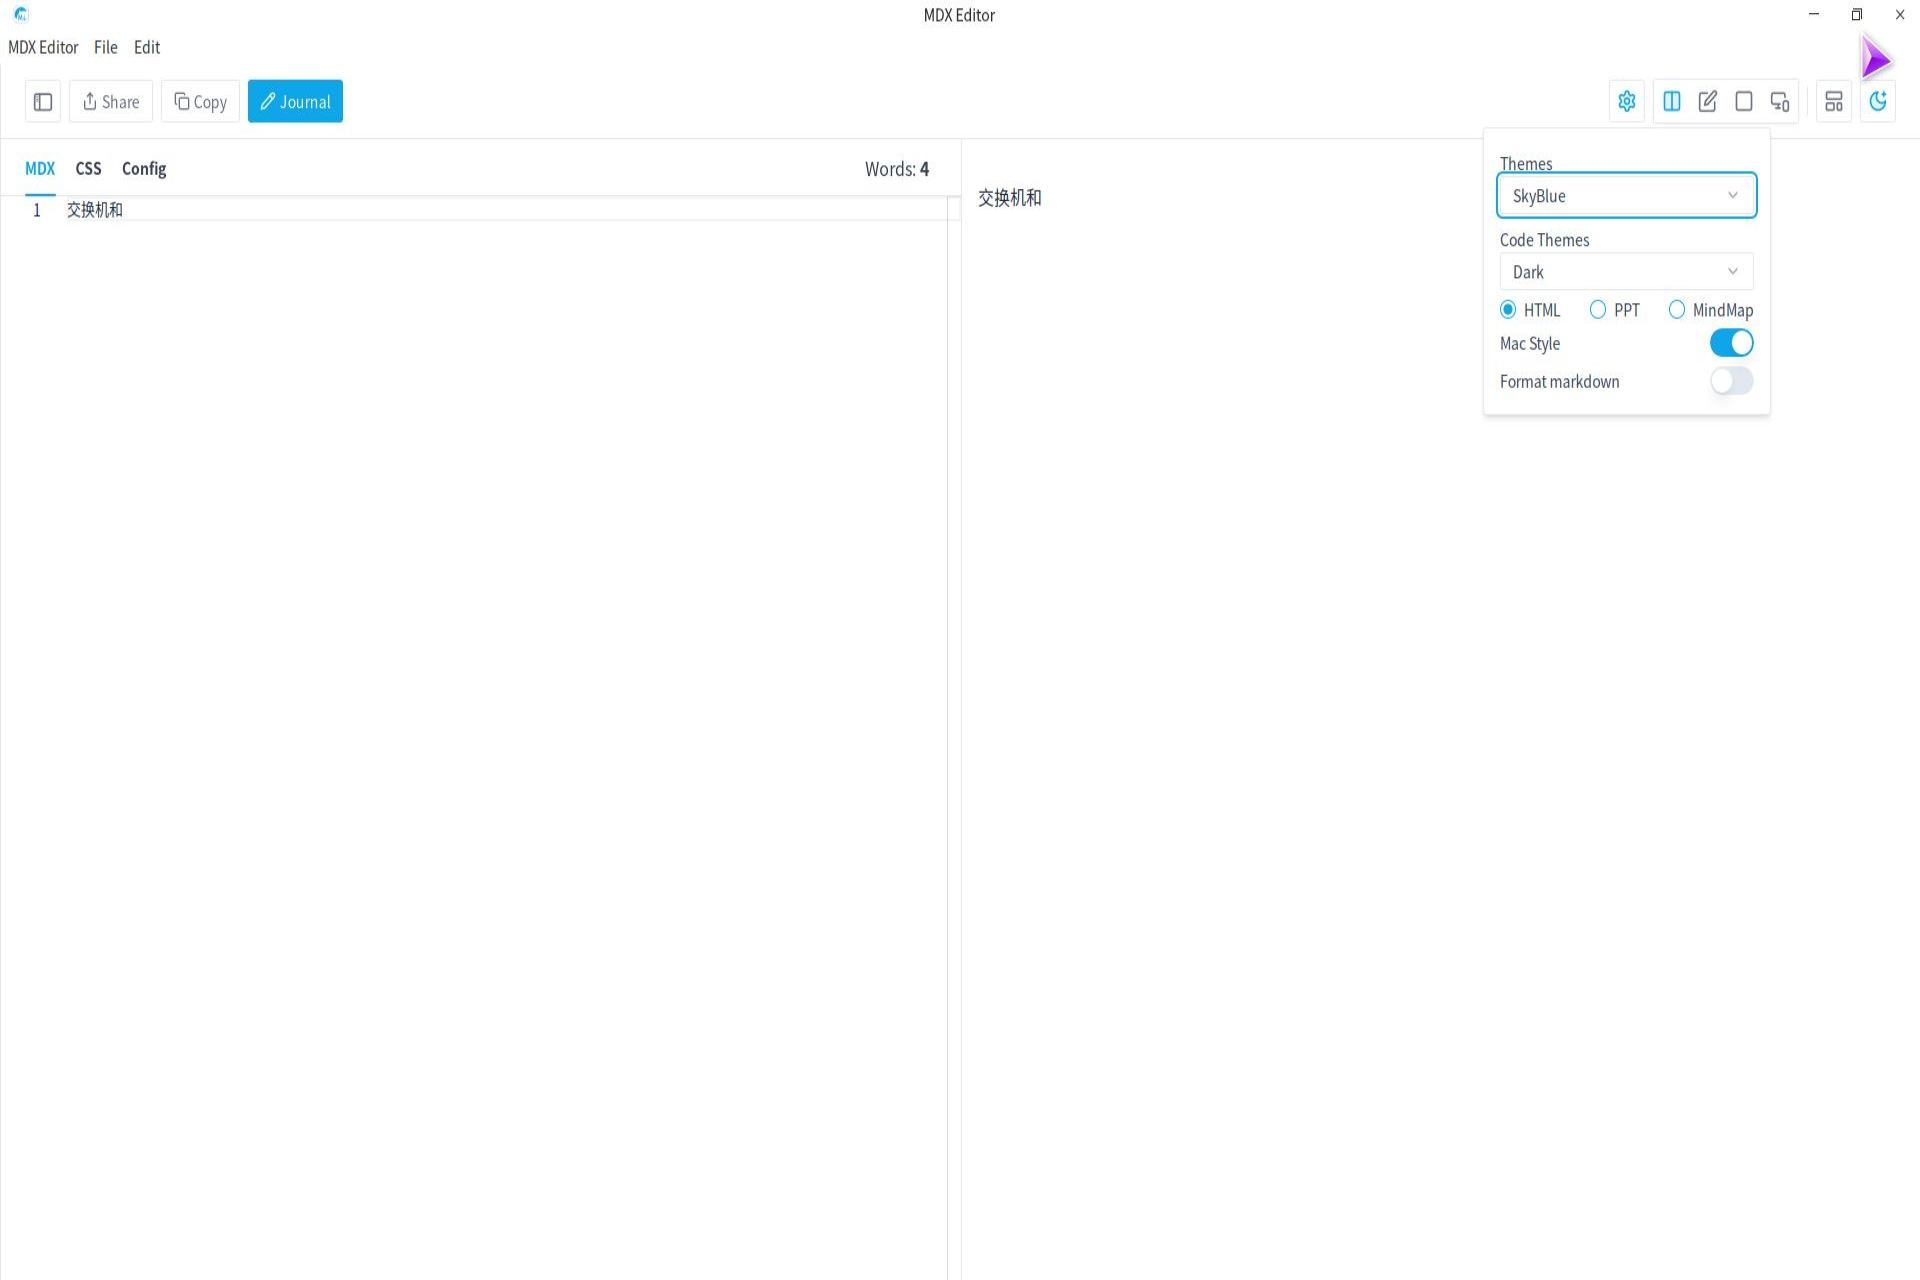 MDX Editor
MDX Editor File Edit
Share Copy Journal
MDX CSS Config Words: 4
1 交换机和
交换机和
Themes
SkyBlue
Code Themes
Dark
HTML PPT MindMap
Mac Style
Format markdown